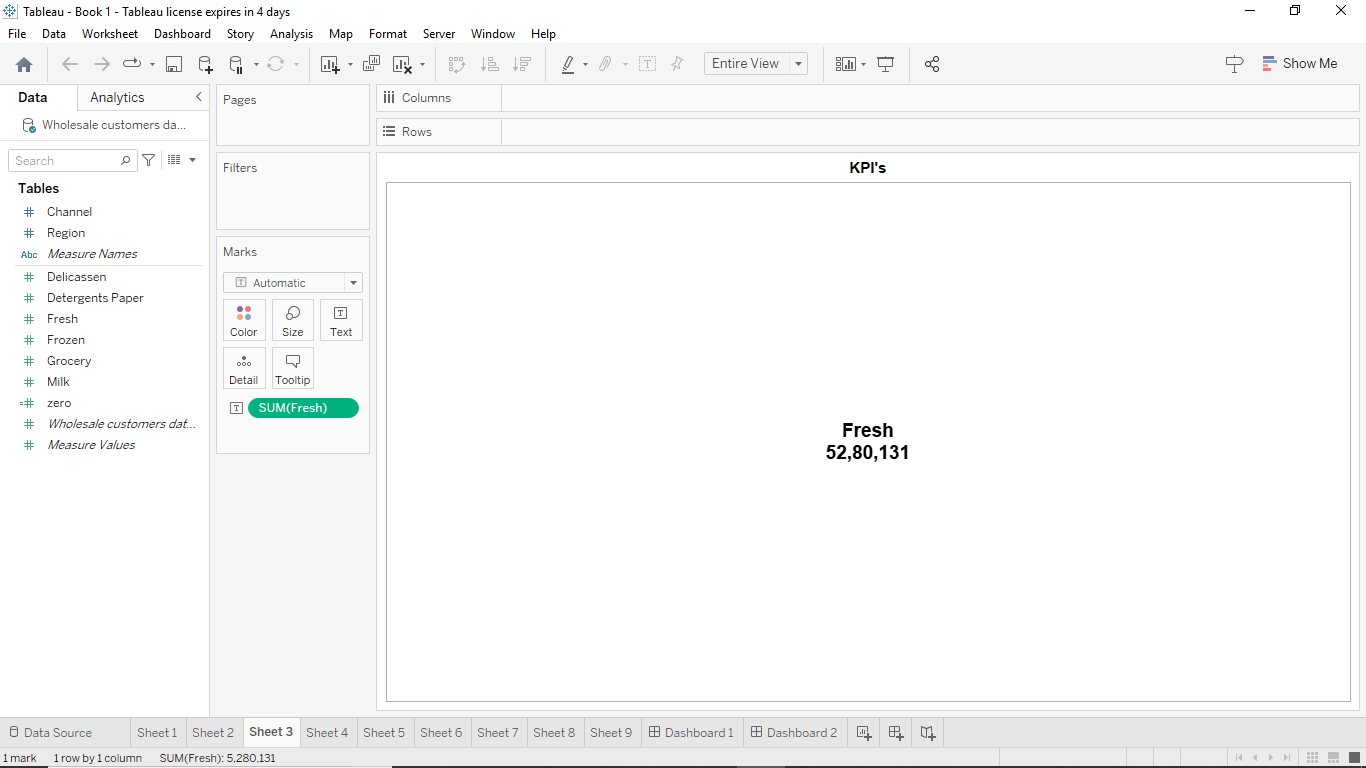 Tableau - Book 1 - Tableau license expires in 4 days
File Data Worksheet Dashboard Story Analysis Map Format Server Window Help
T Entire View Show Me
Data Analytics
Wholesale customers da...
Search
Tables
Channel
Region
Abc Measure Names
Delicassen
Detergents Paper
Fresh
Frozen
Grocery
Milk
zero
Wholesale customers dat...
Measure Values
Pages
Filters
Marks
T Automatic
Color Size Text
Detail Tooltip
T SUM(Fresh)
Columns
Rows
KPI's
Fresh
52,80,131
Data Source Sheet 1 Sheet 2 Sheet 3 Sheet 4 Sheet 5 Sheet 6 Sheet 7 Sheet 8 Sheet 9 Dashboard 1 Dashboard 2
1 mark 1 row by 1 column SUM(Fresh): 5,280,131